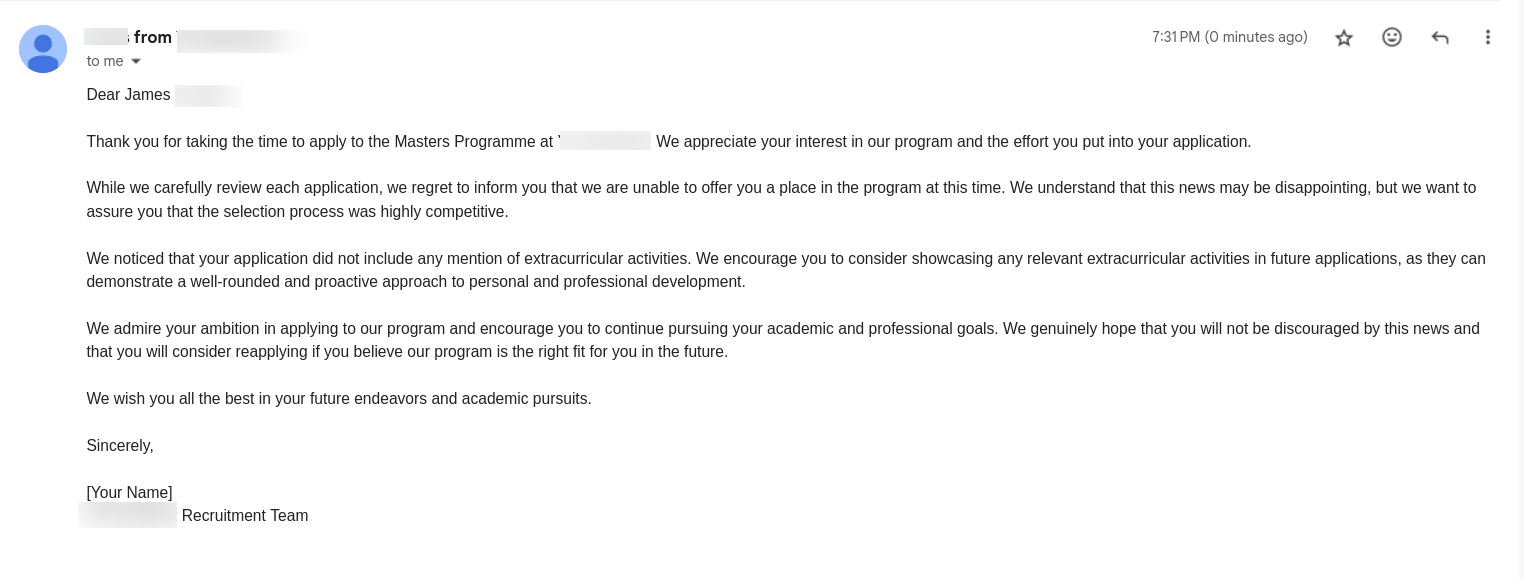 from
7:31 PM (0 minutes ago)
to me
Dear James
Thank you for taking the time to apply to the Masters Programme at We appreciate your interest in our program and the effort you put into your application.
While we carefully review each application, we regret to inform you that we are unable to offer you a place in the program at this time. We understand that this news may be disappointing, but we want to
assure you that the selection process was highly competitive.
We noticed that your application did not include any mention of extracurricular activities. We encourage you to consider showcasing any relevant extracurricular activities in future applications, as they can
demonstrate a well-rounded and proactive approach to personal and professional development.
We admire your ambition in applying to our program and encourage you to continue pursuing your academic and professional goals. We genuinely hope that you will not be discouraged by this news and
that you will consider reapplying if you believe our program is the right fit for you in the future.
We wish you all the best in your future endeavors and academic pursuits.
Sincerely,
[Your Name]
Recruitment Team